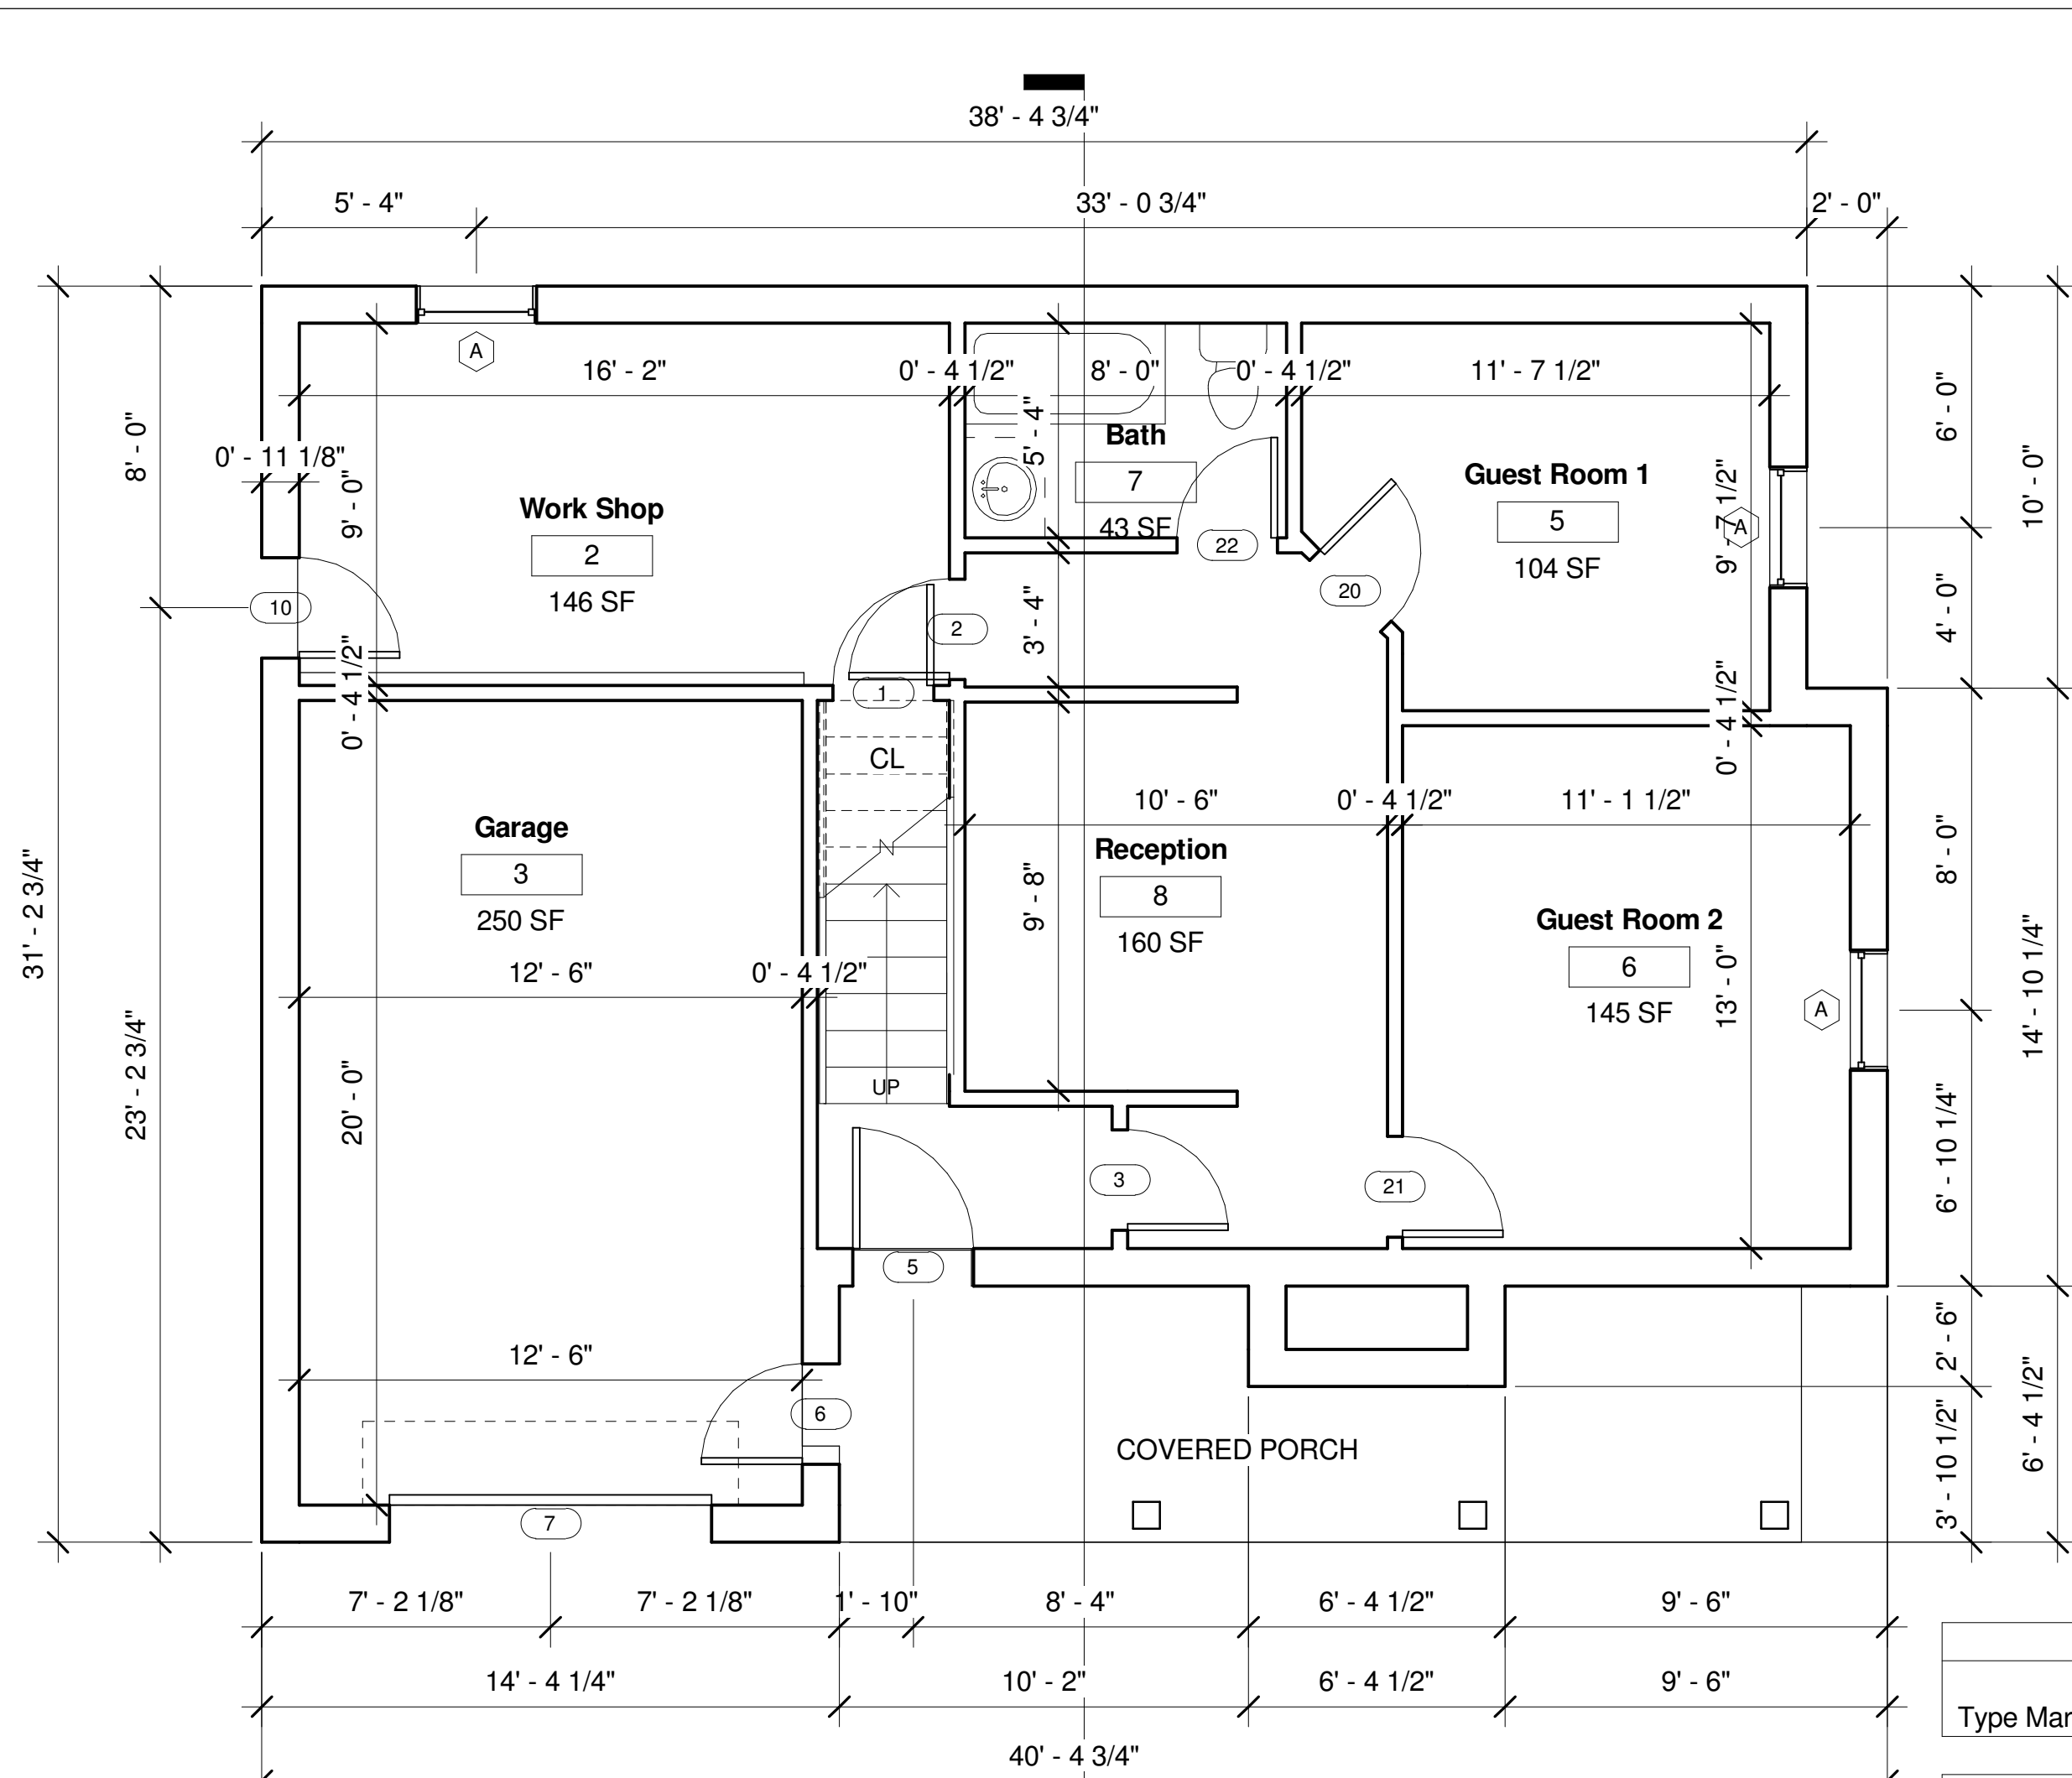 38' - 4 3/4"
5' - 4"
33' - 0 3/4"
2' - 0"
A
16' - 2"
0' - 4 1/2"
8' - 0"
0' - 4 1/2"
11' - 7 1/2"
8' - 0"
0' - 11 1/8"
9' - 0"
5' - 4"
Bath
7
43 SF
Guest Room 1
5
104 SF
9' - 7 1/2"
A
6' - 0"
10' - 0"
Work Shop
2
146 SF
22
20
10
2
3' - 4"
4' - 0"
0' - 4 1/2"
1
0' - 4 1/2"
CL
10' - 6"
0' - 4 1/2"
11' - 1 1/2"
Garage
3
250 SF
Reception
8
160 SF
9' - 8"
8' - 0"
31' - 2 3/4"
Guest Room 2
6
145 SF
13' - 0"
A
14' - 10 1/4"
12' - 6"
0' - 4 1/2"
23' - 2 3/4"
20' - 0"
UP
6' - 10 1/4"
3
21
5
12' - 6"
2' - 6"
6
COVERED PORCH
3' - 10 1/2"
6' - 4 1/2"
7
7' - 2 1/8"
7' - 2 1/8"
1' - 10"
8' - 4"
6' - 4 1/2"
9' - 6"
14' - 4 1/4"
10' - 2"
6' - 4 1/2"
9' - 6"
Type Mar
40' - 4 3/4"